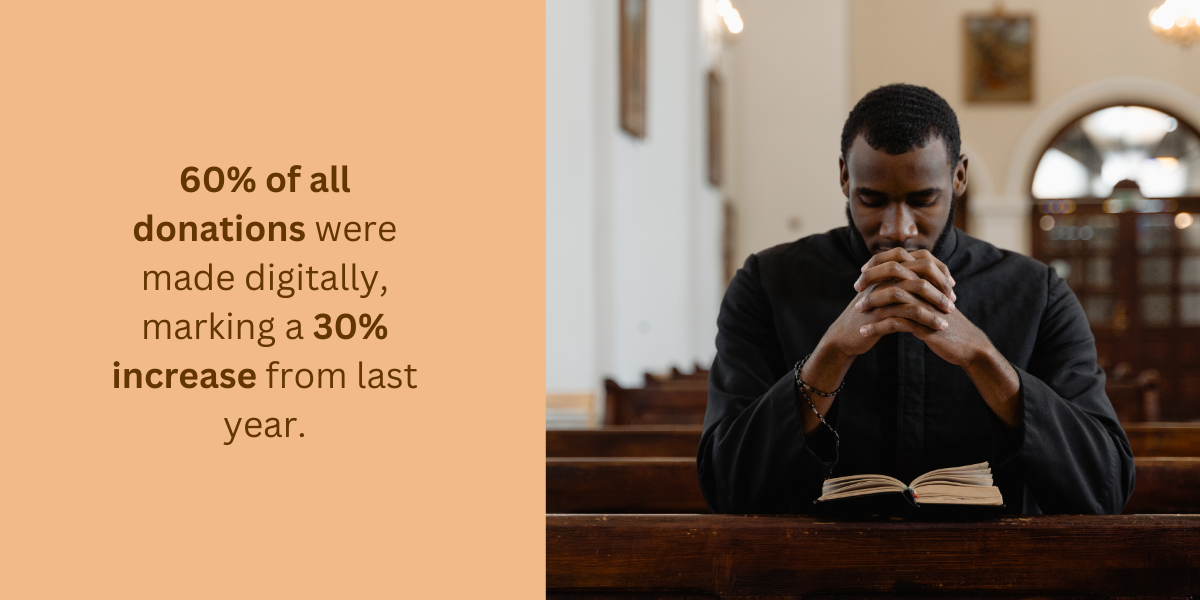 60% of all
donations were
made digitally,
marking a 30%
increase from last
year.